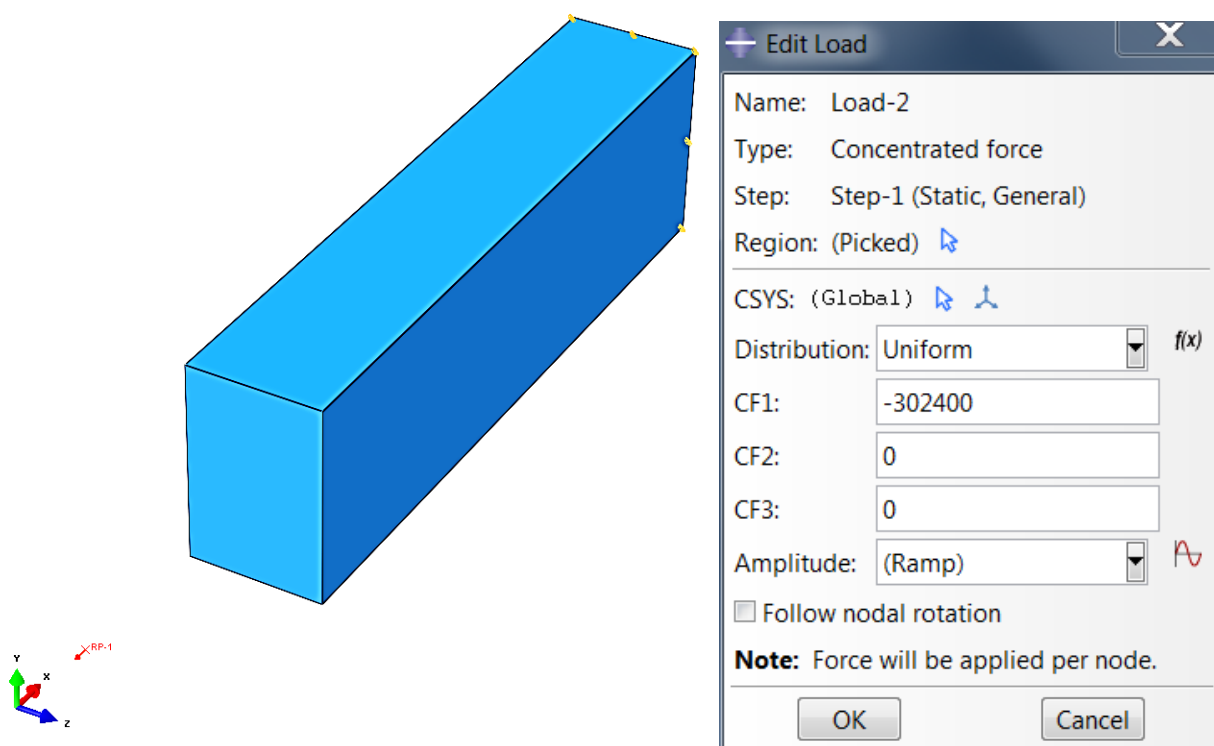 Edit Load
X
Name: Load-2
Type: Concentrated force
Step: Step-1 (Static, General)
Region: (Picked)
CSYS: (Global)
Distribution: Uniform f(x)
CF1: -302400
CF2: 0
CF3: 0
Amplitude: (Ramp)
Follow nodal rotation
Note: Force will be applied per node.
OK Cancel
RP-1
Y
X
Z